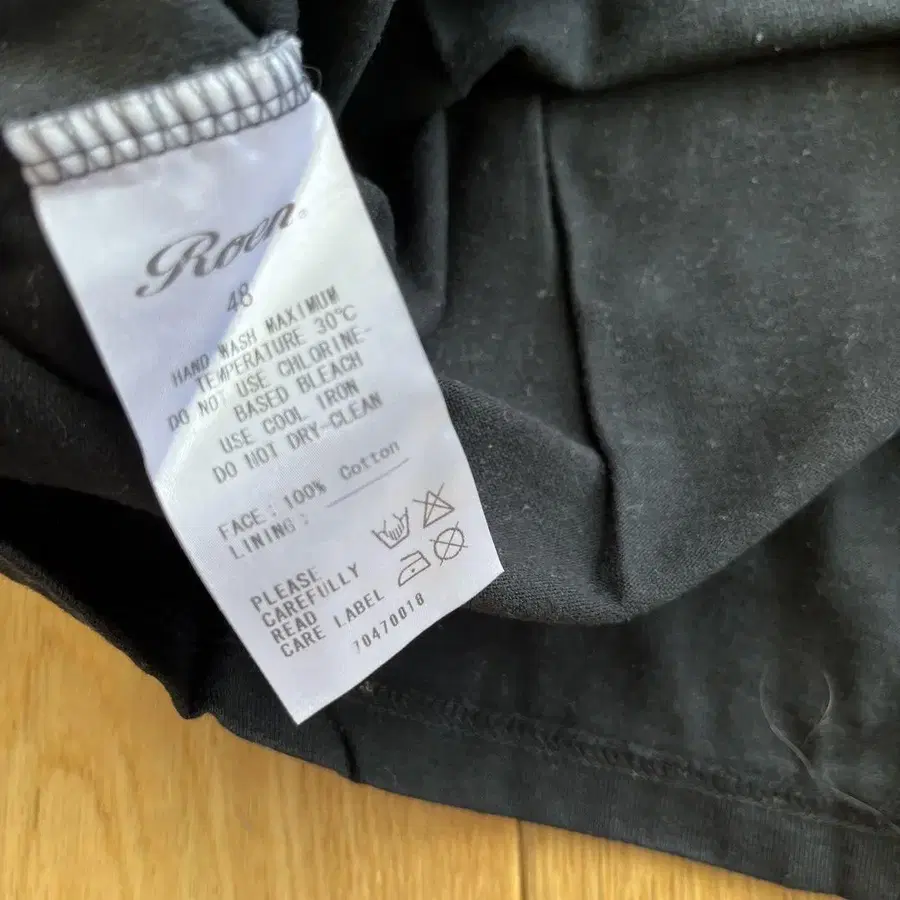 Roen®
48
HAND WASH MAXIMUM
TEMPERATURE 30℃
DO NOT USE CHLORINE-
BASED BLEACH
USE COOL IRON
DO NOT DRY-CLEAN
FACE : 100% Cotton
LINING :
PLEASE
CAREFULLY
READ
CARE LABEL
70470018